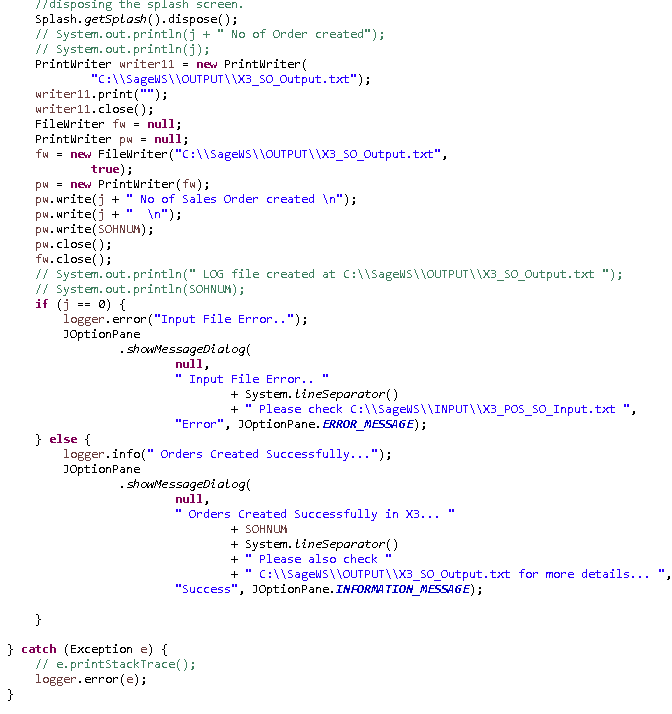 //disposing the splash screen.
Splash.getSplash().dispose();
// System.out.println(j + " No of Order created");
// System.out.println(j);
PrintWriter writer11 = new PrintWriter(
"C:\\SageWS\\OUTPUT\\X3_SO_Output.txt");
writer11.print("");
writer11.close();
FileWriter fw = null;
PrintWriter pw = null;
fw = new FileWriter("C:\\SageWS\\OUTPUT\\X3_SO_Output.txt",
true);
pw = new PrintWriter(fw);
pw.write(j + " No of Sales Order created \n");
pw.write(j + "  \n");
pw.write(SOHNUM);
pw.close();
fw.close();
// System.out.println(" LOG file created at C:\\SageWS\\OUTPUT\\X3_SO_Output.txt ");
// System.out.println(SOHNUM);
if (j == 0) {
logger.error("Input File Error..");
JOptionPane
.showMessageDialog(
null,
" Input File Error.. "
+ System.lineSeparator()
+ " Please check C:\\SageWS\\INPUT\\X3_POS_SO_Input.txt ",
"Error", JOptionPane.ERROR_MESSAGE);
} else {
logger.info(" Orders Created Successfully...");
JOptionPane
.showMessageDialog(
null,
" Orders Created Successfully in X3... "
+ SOHNUM
+ System.lineSeparator()
+ " Please also check "
+ " C:\\SageWS\\OUTPUT\\X3_SO_Output.txt for more details... ",
"Success", JOptionPane.INFORMATION_MESSAGE);
}
} catch (Exception e) {
// e.printStackTrace();
logger.error(e);
}